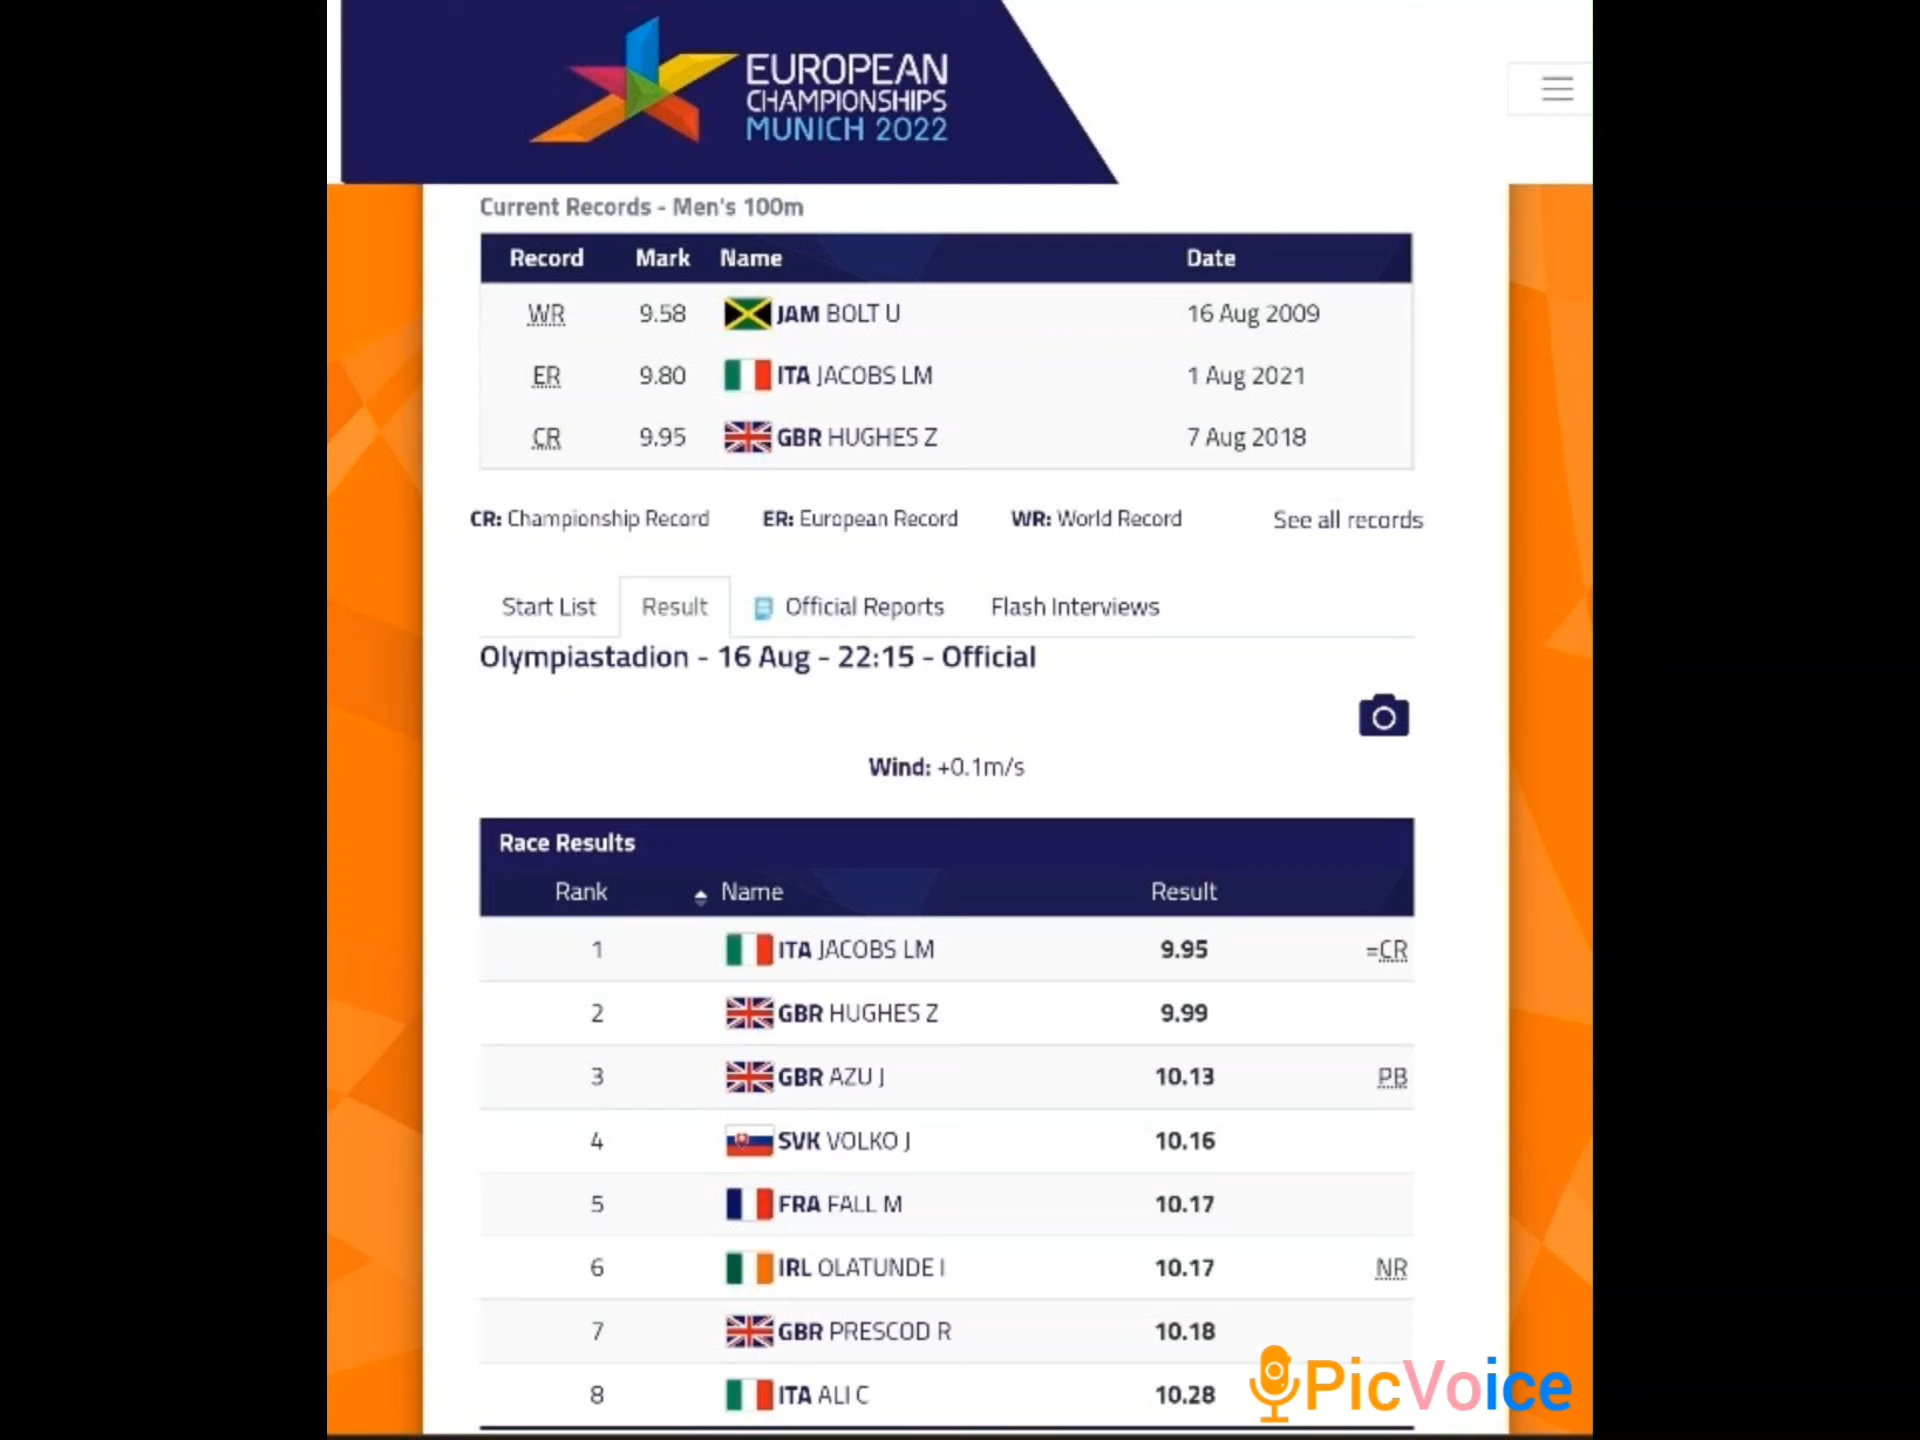 EUROPEAN
CHAMPIONSHIPS
MUNICH 2022
Current Records - Men's 100m
Record Mark Name Date
WR 9.58 JAM BOLT U 16 Aug 2009
ER 9.80 ITA JACOBS LM 1 Aug 2021
CR 9.95 GBR HUGHES Z 7 Aug 2018
CR: Championship Record ER: European Record WR: World Record See all records
Start List Result Official Reports Flash Interviews
Olympiastadion - 16 Aug - 22:15 - Official
Wind: +0.1m/s
Race Results
Rank Name Result
1 ITA JACOBS LM 9.95 =CR
2 GBR HUGHES Z 9.99
3 GBR AZU J 10.13 PB
4 SVK VOLKO J 10.16
5 FRA FALL M 10.17
6 IRL OLATUNDE I 10.17 NR
7 GBR PRESCOD R 10.18
8 ITA ALI C 10.28
PicVoice